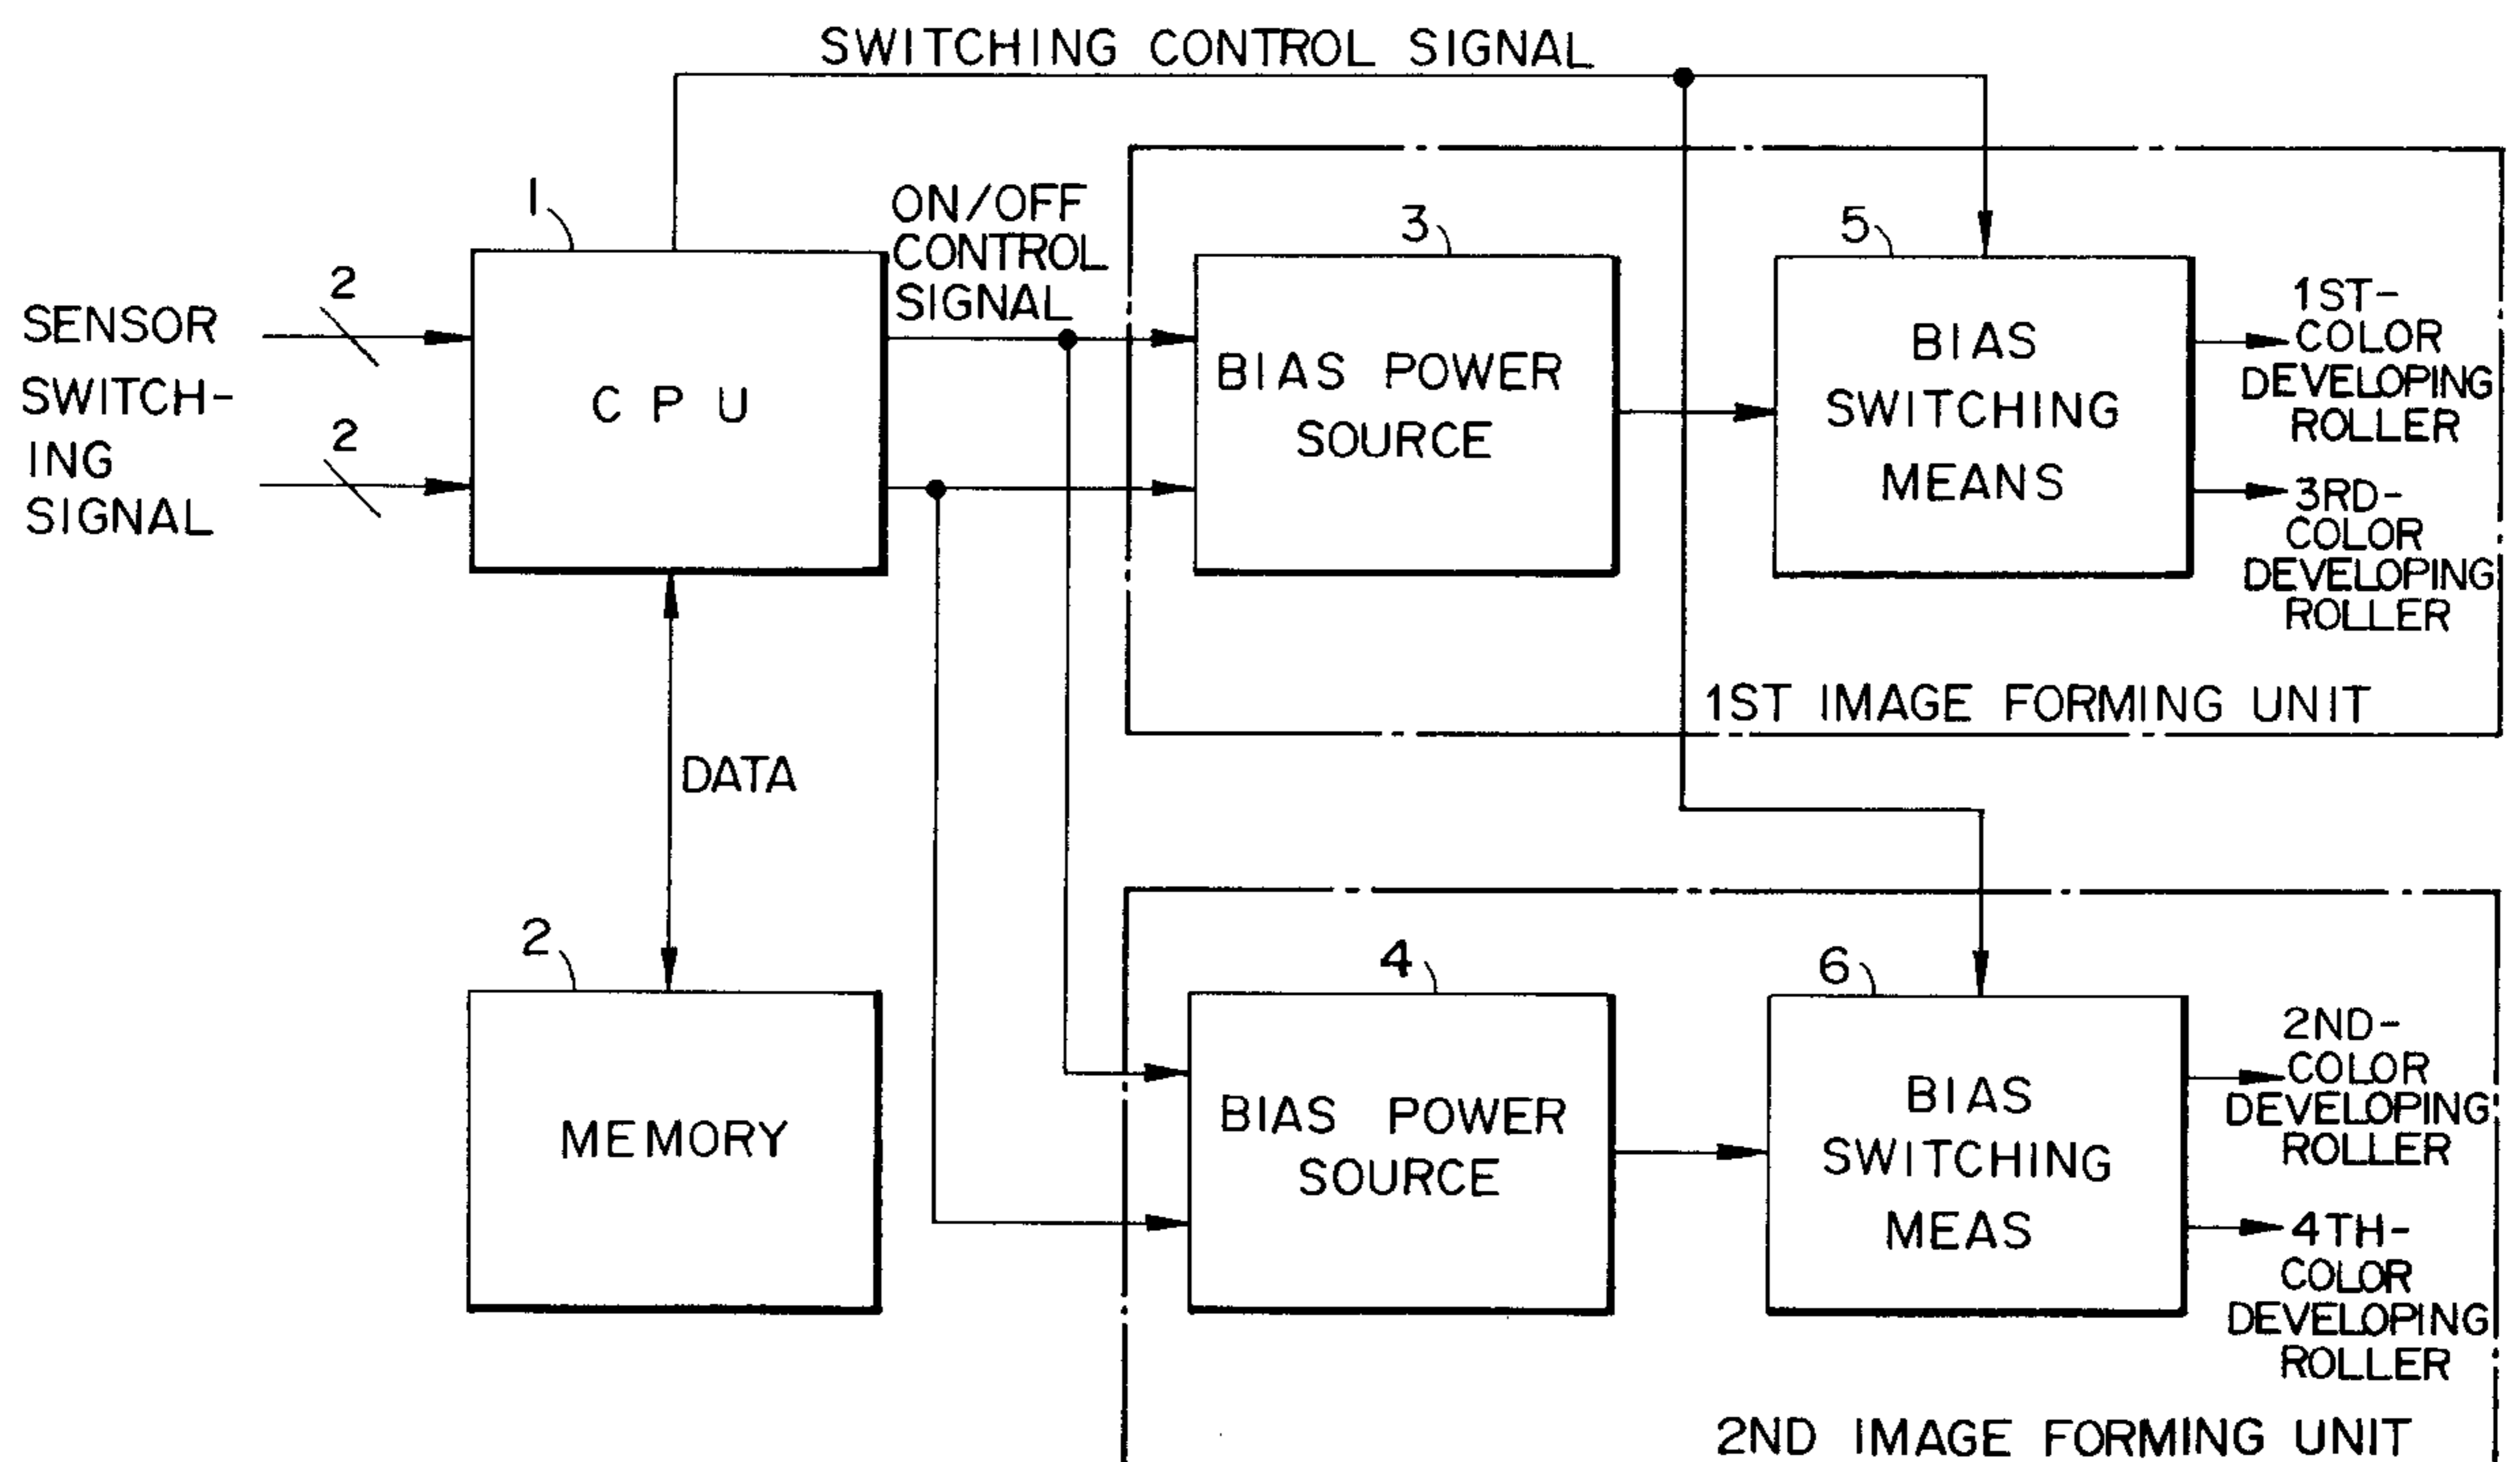 SWITCHING CONTROL SIGNAL
1
ON/OFF
CONTROL
SIGNAL
3
5
2
SENSOR
SWITCH-
ING
SIGNAL
2
CPU
BIAS POWER
SOURCE
BIAS
SWITCHING
MEANS
1ST-
COLOR
DEVELOPING
ROLLER
3RD-
COLOR
DEVELOPING
ROLLER
1ST IMAGE FORMING UNIT
DATA
2
MEMORY
4
BIAS POWER
SOURCE
6
BIAS
SWITCHING
MEAS
2ND-
COLOR
DEVELOPING
ROLLER
4TH-
COLOR
DEVELOPING
ROLLER
2ND IMAGE FORMING UNIT